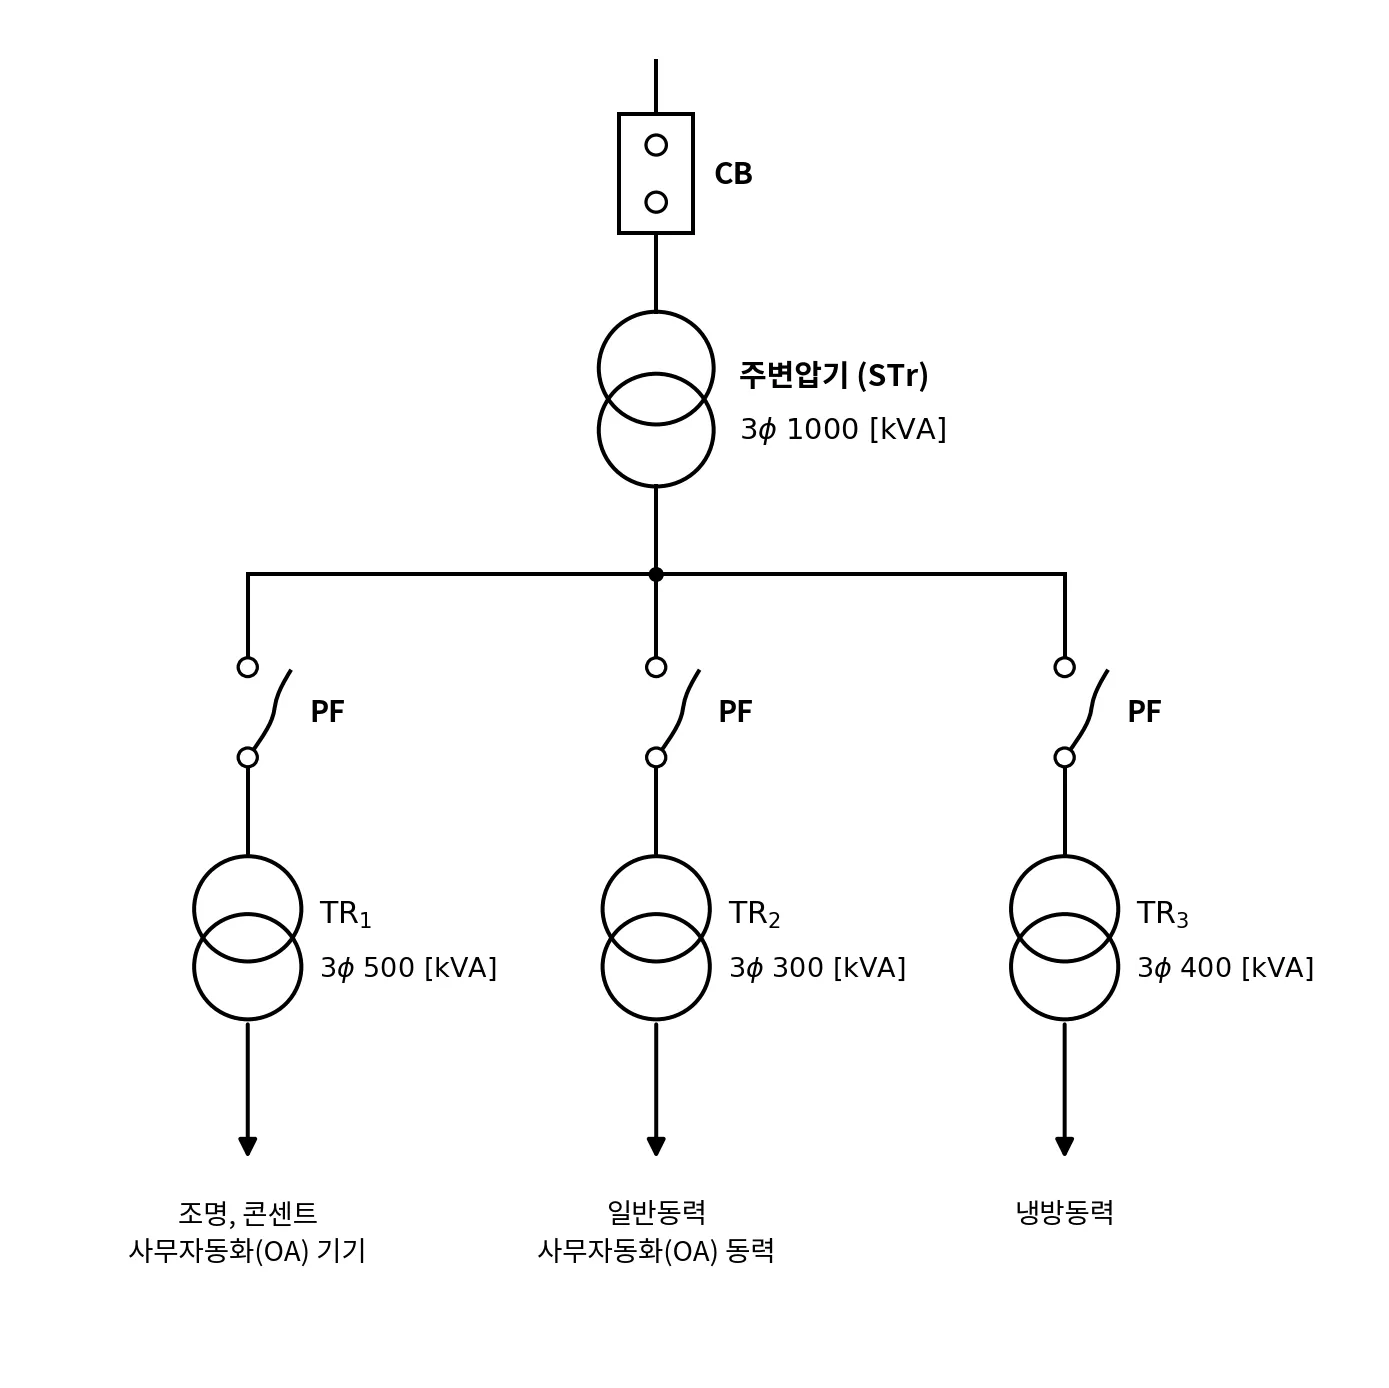 CB
주변압기 (STr)
3ϕ 1000 [kVA]
PF
PF
PF
TR₁
3ϕ 500 [kVA]
TR₂
3ϕ 300 [kVA]
TR₃
3ϕ 400 [kVA]
조명, 콘센트
사무자동화(OA) 기기
일반동력
사무자동화(OA) 동력
냉방동력